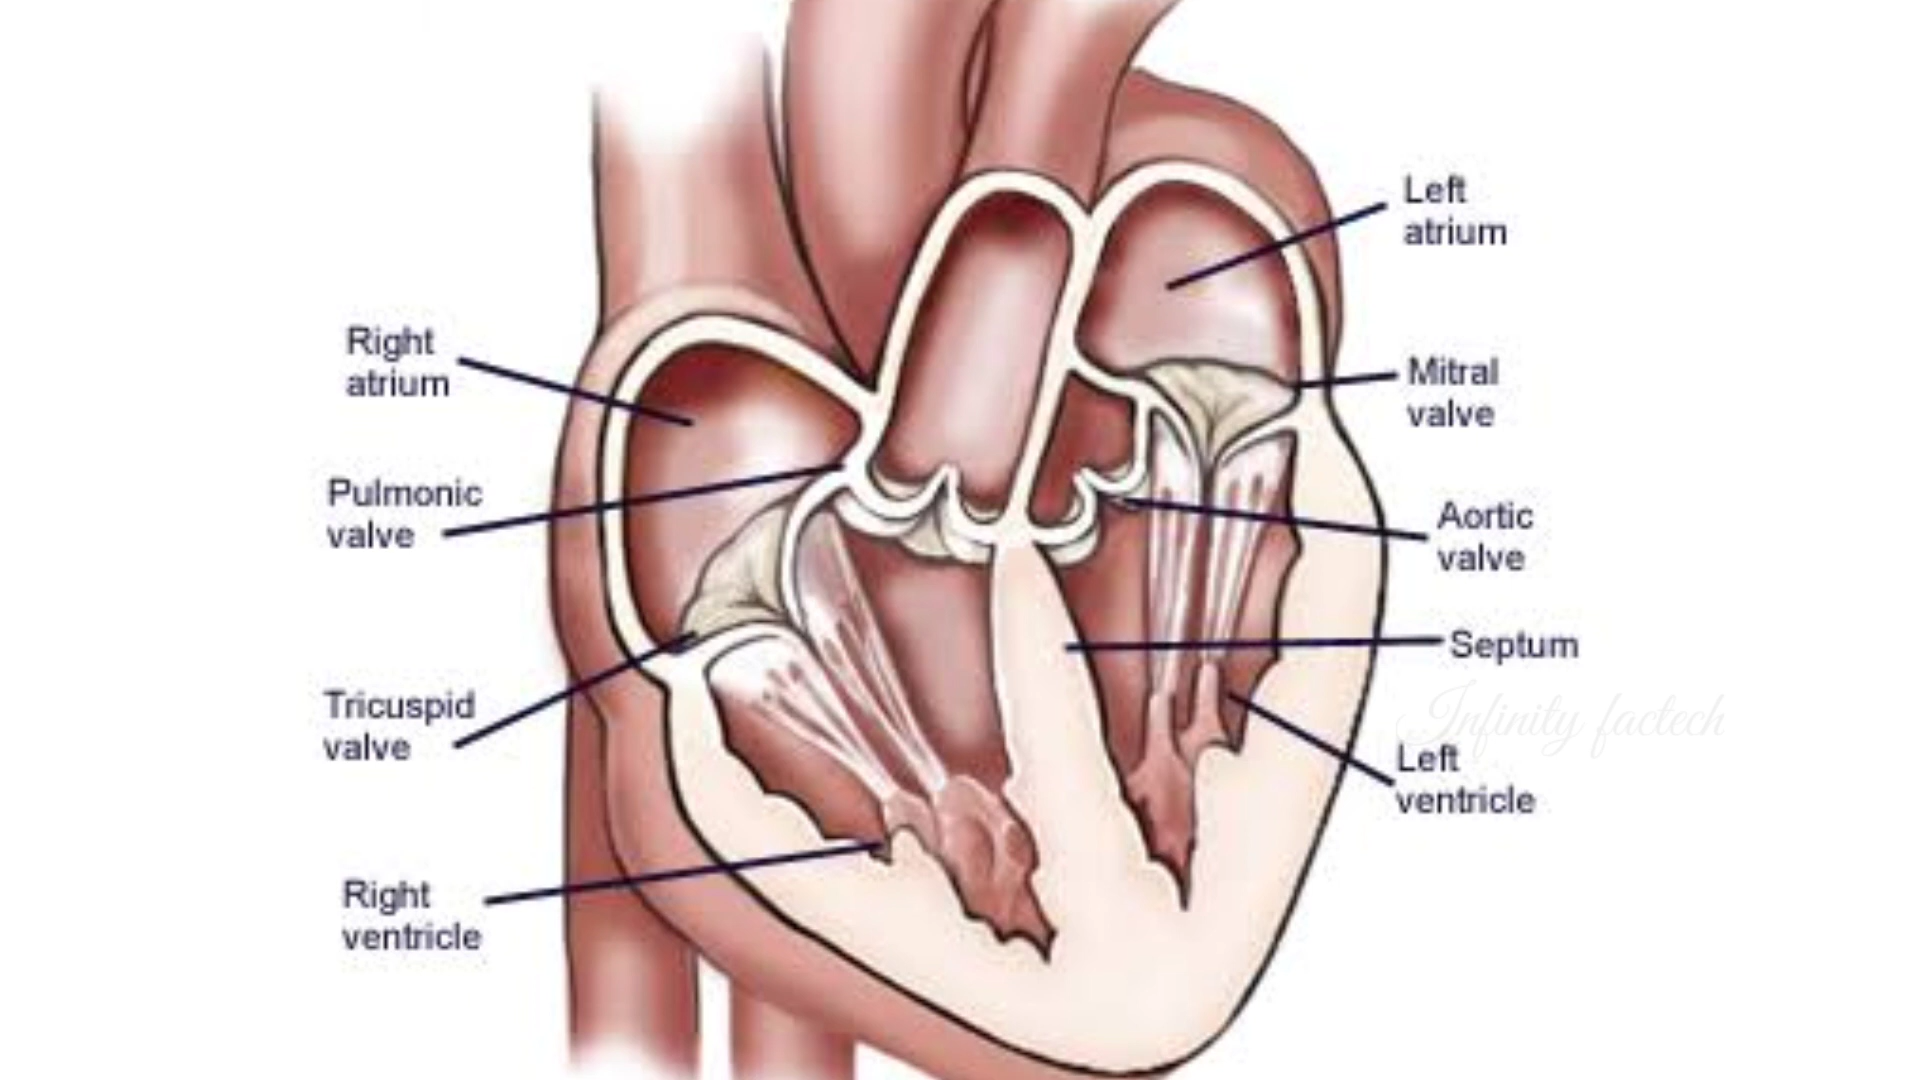 Left
atrium
Right
atrium
Mitral
valve
Pulmonic
valve
Aortic
valve
Septum
Tricuspid
valve
Infinity factech
Left
ventricle
Right
ventricle